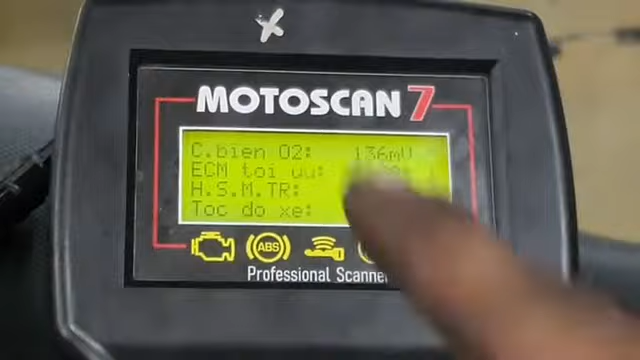 MOTOSCAN 7
C.bien O2: 136mV
ECM toi uu:
H.S.M.TR:
Toc do xe:
ABS
Professional Scanner